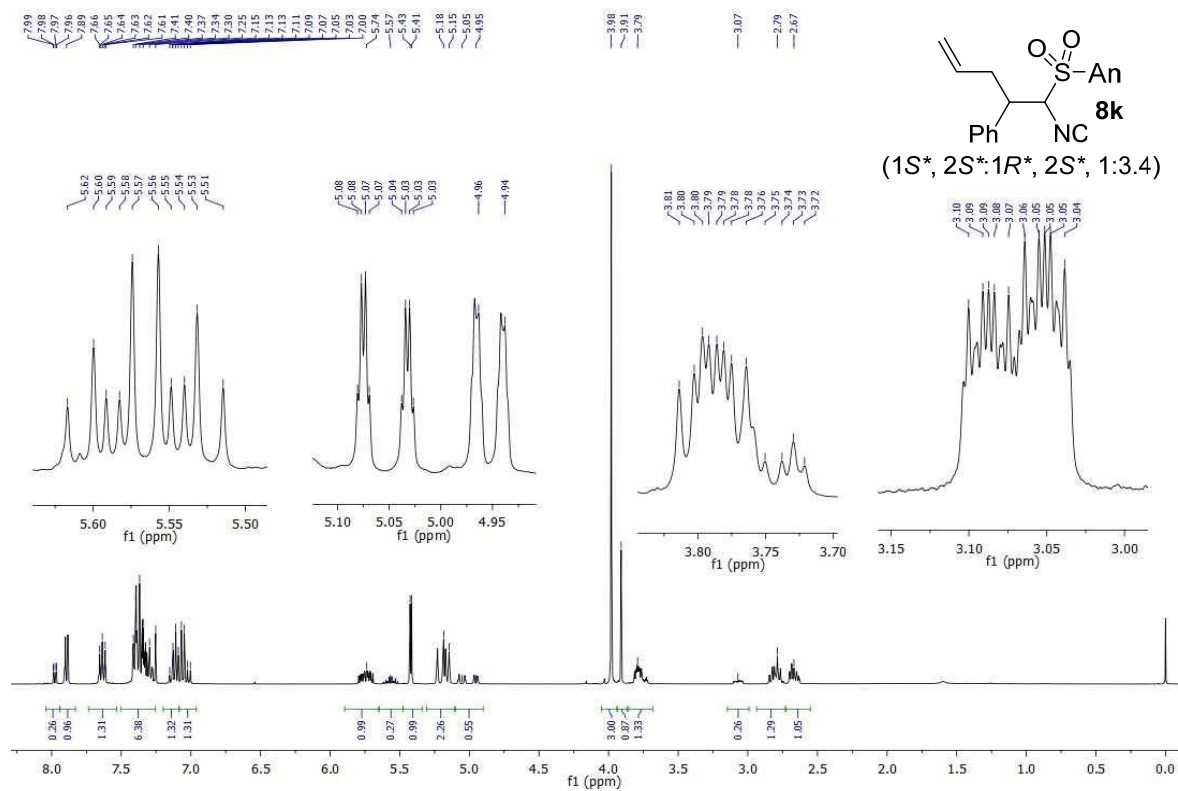 7.99 7.98 7.97 7.96 7.89 7.66 7.65 7.64 7.63 7.62 7.61 7.41 7.40 7.37 7.34 7.30 7.25 7.15 7.13 7.13 7.11 7.09 7.07 7.05 7.03 7.00 5.74 5.57 5.43 5.41 5.18 5.15 5.05 4.95 3.98 3.91 3.79 3.07 2.79 2.67
O O
S An
8k
Ph NC
(1S*, 2S*:1R*, 2S*, 1:3.4)
5.62 5.60 5.59 5.58 5.57 5.56 5.55 5.54 5.53 5.51
5.08 5.08 5.07 5.07 5.04 5.03 5.03 5.03 4.96 4.94
3.81 3.80 3.80 3.79 3.79 3.78 3.78 3.76 3.75 3.74 3.73 3.72
3.10 3.09 3.09 3.08 3.07 3.06 3.05 3.05 3.05 3.04
5.60 5.55 5.50
f1 (ppm)
5.10 5.05 5.00 4.95
f1 (ppm)
3.80 3.75 3.70
f1 (ppm)
3.15 3.10 3.05 3.00
f1 (ppm)
0.26 0.96 1.31 6.38 1.32 1.31 0.99 0.27 0.99 2.26 0.55 3.00 0.87 1.33 0.26 1.29 1.05
8.0 7.5 7.0 6.5 6.0 5.5 5.0 4.5 4.0 3.5 3.0 2.5 2.0 1.5 1.0 0.5 0.0
f1 (ppm)